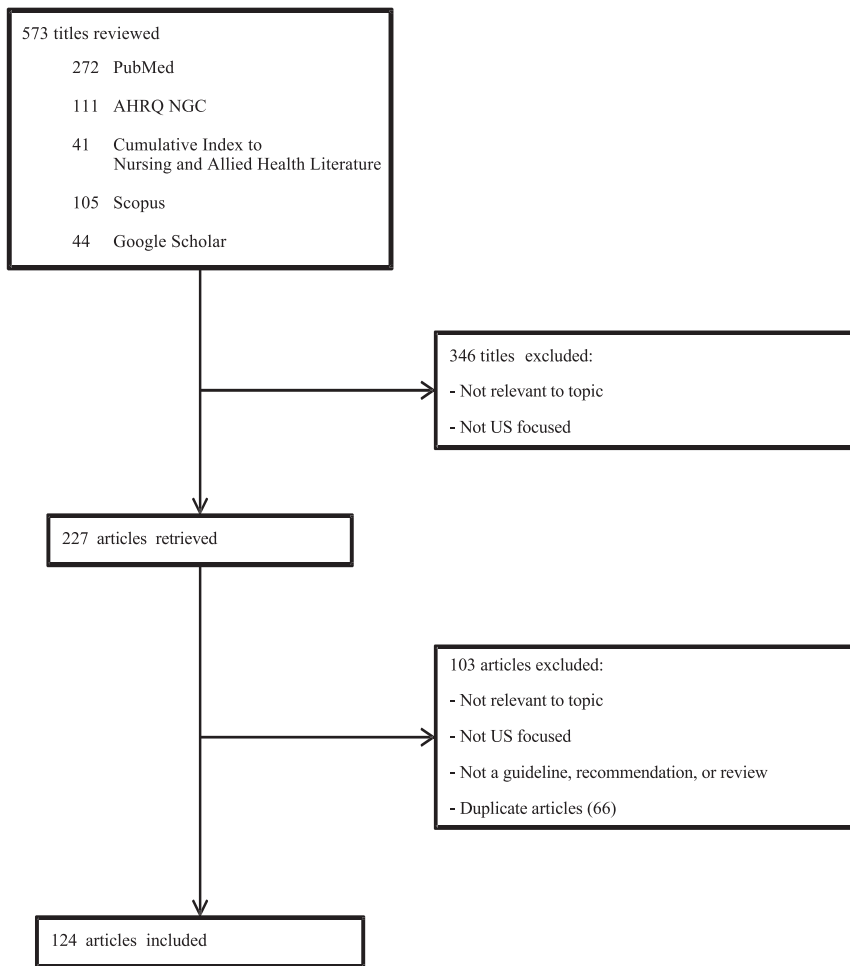 573 titles reviewed
272 PubMed
111 AHRQ NGC
41 Cumulative Index to
Nursing and Allied Health Literature
105 Scopus
44 Google Scholar
346 titles excluded:
- Not relevant to topic
- Not US focused
227 articles retrieved
103 articles excluded:
- Not relevant to topic
- Not US focused
- Not a guideline, recommendation, or review
- Duplicate articles (66)
124 articles included